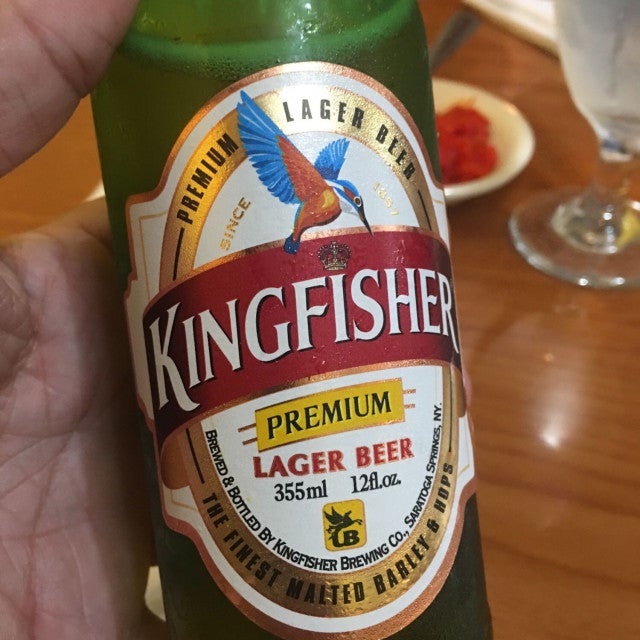 PREMIUM LAGER BEER
SINCE 1857
KINGFISHER
PREMIUM
LAGER BEER
355ml 12fl.oz.
B
BREWED & BOTTLED BY KINGFISHER BREWING CO., SARATOGA SPRINGS, NY.
THE FINEST MALTED BARLEY & HOPS